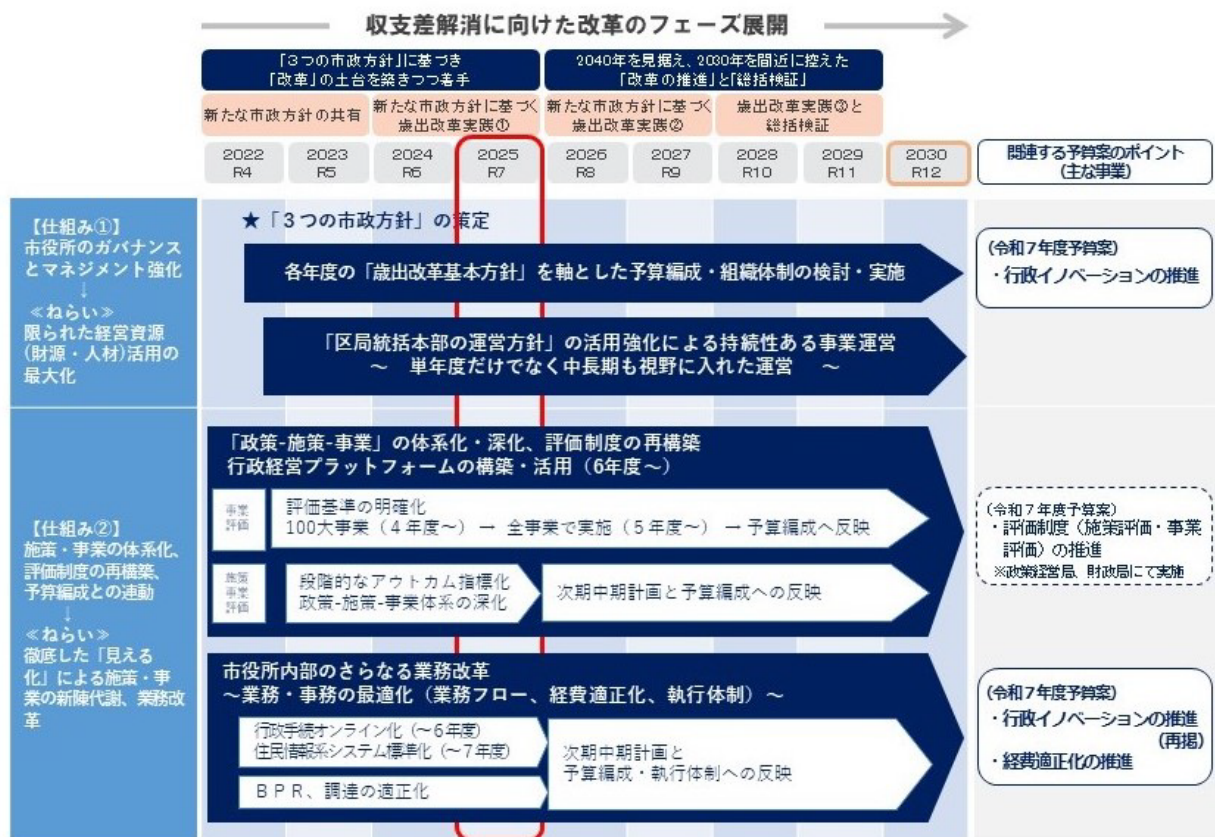 収支差解消に向けた改革のフェーズ展開
「3つの市政方針」に基づき
「改革」の土台を築きつつ着手
2040年を見据え、2030年を間近に控えた
「改革の推進」と「総括検証」
新たな市政方針の共有
新たな市政方針に基づく
歳出改革実践①
新たな市政方針に基づく
歳出改革実践②
歳出改革実践③と
総括検証
2022
R4
2023
R5
2024
R6
2025
R7
2026
R8
2027
R9
2028
R10
2029
R11
2030
R12
関連する予算案のポイント
(主な事業)
【仕組み①】
市役所のガバナンス
とマネジメント強化
↓
≪ねらい≫
限られた経営資源
(財源・人材)活用の
最大化
★「3つの市政方針」の策定
各年度の「歳出改革基本方針」を軸とした予算編成・組織体制の検討・実施
「区局統括本部の運営方針」の活用強化による持続性ある事業運営
～ 単年度だけでなく中長期も視野に入れた運営 ～
(令和7年度予算案)
・行政イノベーションの推進
【仕組み②】
施策・事業の体系化、
評価制度の再構築、
予算編成との連動
↓
≪ねらい≫
徹底した「見える
化」による施策・事
業の新陳代謝、業務改
革
「政策-施策-事業」の体系化・深化、評価制度の再構築
行政経営プラットフォームの構築・活用（6年度～）
事業
評価
評価基準の明確化
100大事業（4年度～）→ 全事業で実施（5年度～）→ 予算編成へ反映
施策
事業
評価
段階的なアウトカム指標化
政策-施策-事業体系の深化
次期中期計画と予算編成への反映
(令和7年度予算案)
・評価制度（施策評価・事業
評価）の推進
※政策経営局、財政局にて実施
市役所内部のさらなる業務改革
～業務・事務の最適化（業務フロー、経費適正化、執行体制）～
行政手続オンライン化（～6年度）
住民情報系システム標準化（～7年度）
BPR、調達の適正化
次期中期計画と
予算編成・執行体制への反映
(令和7年度予算案)
・行政イノベーションの推進
(再掲)
・経費適正化の推進